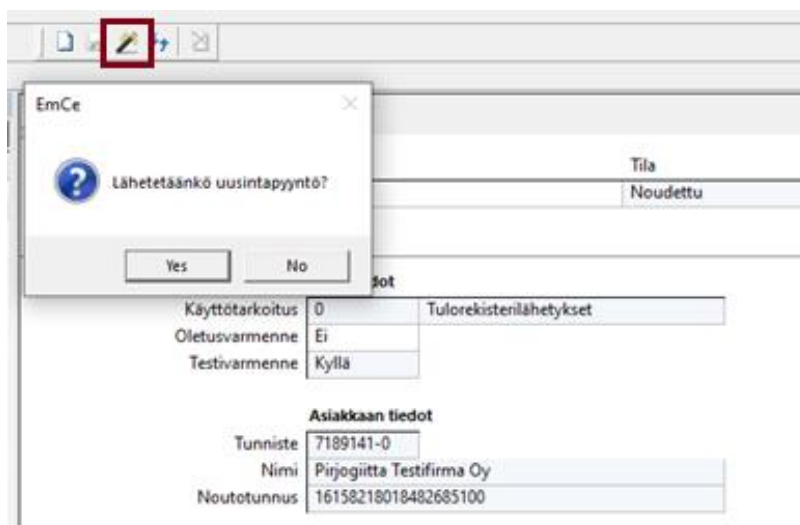 EmCe
Lähetetäänkö uusintapyyntö?
Yes No
Tila
Noudettu
dot
Käyttötarkoitus 0 Tulorekisterilähetykset
Oletusvarmenne Ei
Testivarmenne Kyllä
Asiakkaan tiedot
Tunniste 7189141-0
Nimi Pirjogiitta Testifirma Oy
Noutotunnus 16158218018482685100